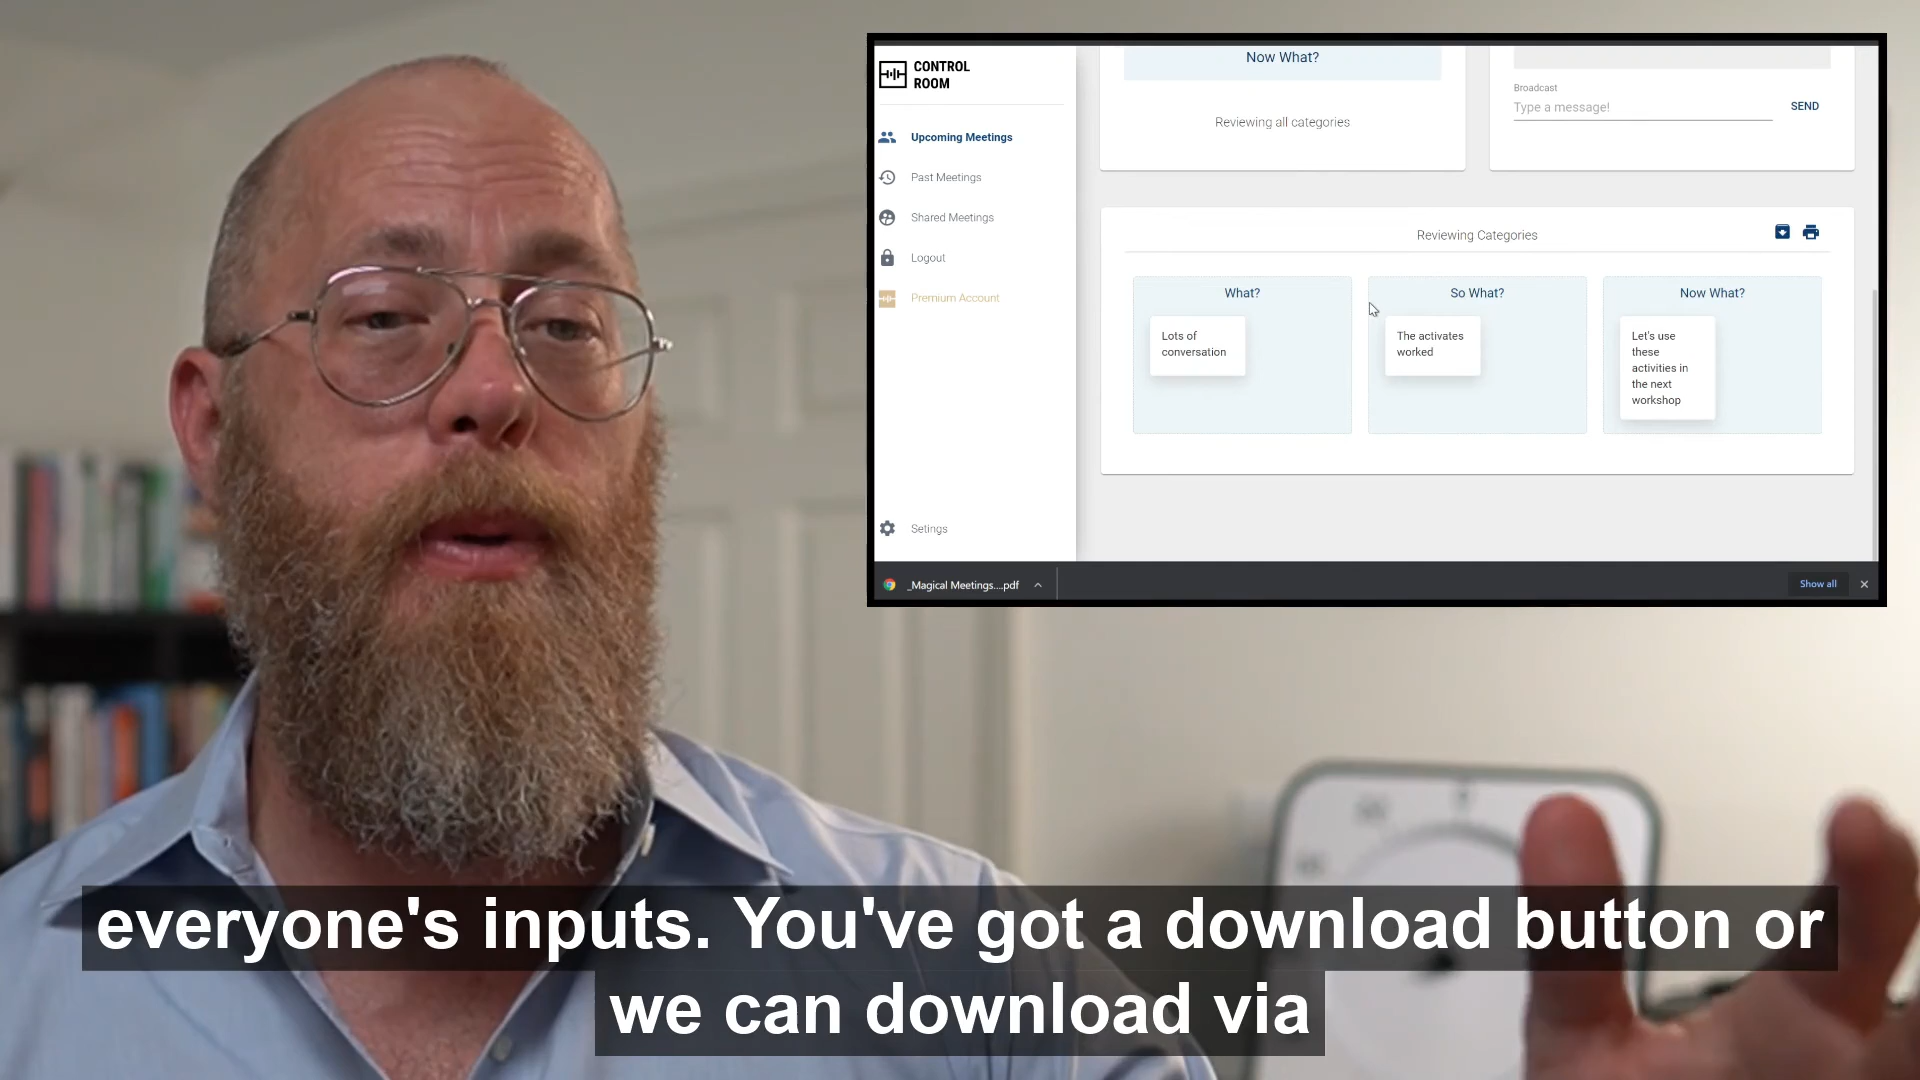 CONTROL
ROOM
Upcoming Meetings
Past Meetings
Shared Meetings
Logout
Premium Account
Setings
Now What?
Reviewing all categories
Broadcast
Type a message!
SEND
Reviewing Categories
What?
Lots of
conversation
So What?
The activates
worked
Now What?
Let's use
these
activities in
the next
workshop
_Magical Meetings....pdf
Show all
everyone's inputs. You've got a download button or
we can download via